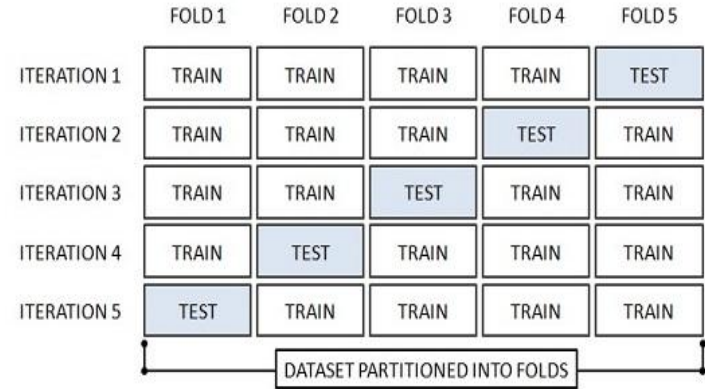 FOLD 1 FOLD 2 FOLD 3 FOLD 4 FOLD 5
ITERATION 1 TRAIN TRAIN TRAIN TRAIN TEST
ITERATION 2 TRAIN TRAIN TRAIN TEST TRAIN
ITERATION 3 TRAIN TRAIN TEST TRAIN TRAIN
ITERATION 4 TRAIN TEST TRAIN TRAIN TRAIN
ITERATION 5 TEST TRAIN TRAIN TRAIN TRAIN
DATASET PARTITIONED INTO FOLDS